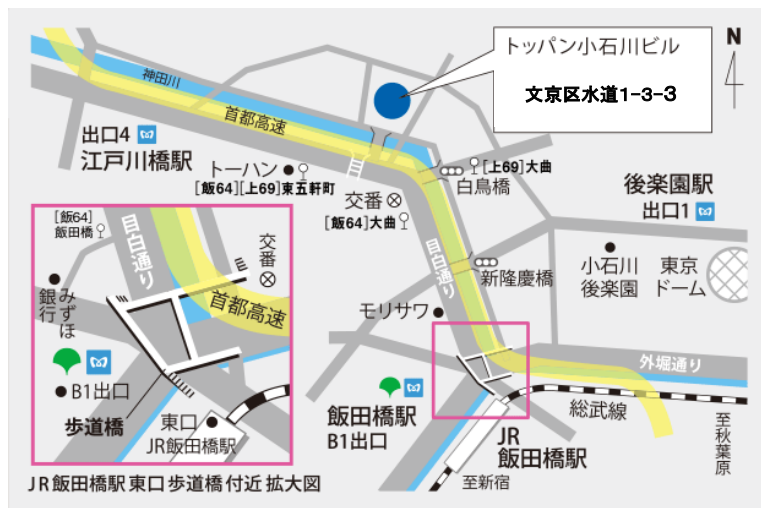 トッパン小石川ビル
文京区水道1-3-3
N
神田川
首都高速
出口4
江戸川橋駅
トーハン
[飯64][上69]東五軒町
[上69]大曲
白鳥橋
交番
[飯64]大曲
後楽園駅
出口1
目白通り
新隆慶橋
小石川
後楽園
東京
ドーム
モリサワ
外堀通り
飯田橋駅
B1出口
JR
飯田橋駅
総武線
至秋葉原
至新宿
[飯64]
飯田橋
目白通り
交番
首都高速
みずほ
銀行
B1出口
歩道橋
東口
JR飯田橋駅
JR飯田橋駅東口歩道橋付近 拡大図